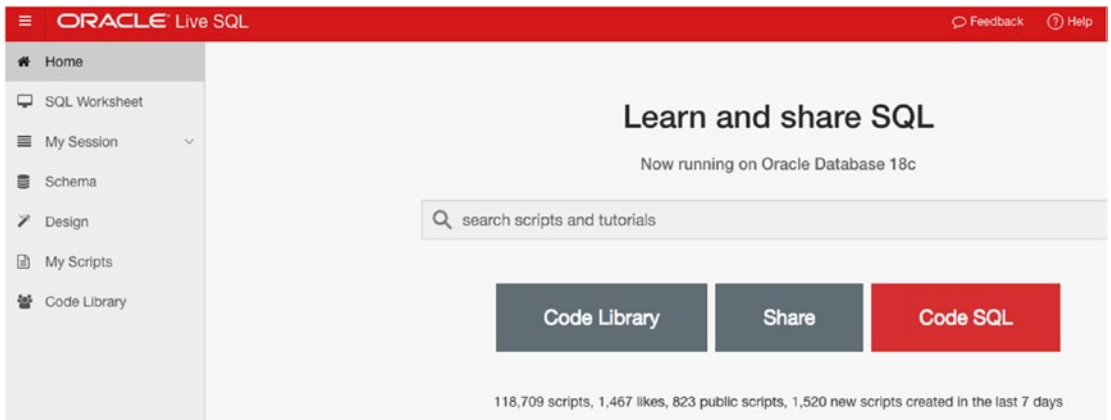 ORACLE Live SQL
Feedback
Help
Home
SQL Worksheet
My Session
Schema
Design
My Scripts
Code Library
Learn and share SQL
Now running on Oracle Database 18c
search scripts and tutorials
Code Library
Share
Code SQL
118,709 scripts, 1,467 likes, 823 public scripts, 1,520 new scripts created in the last 7 days